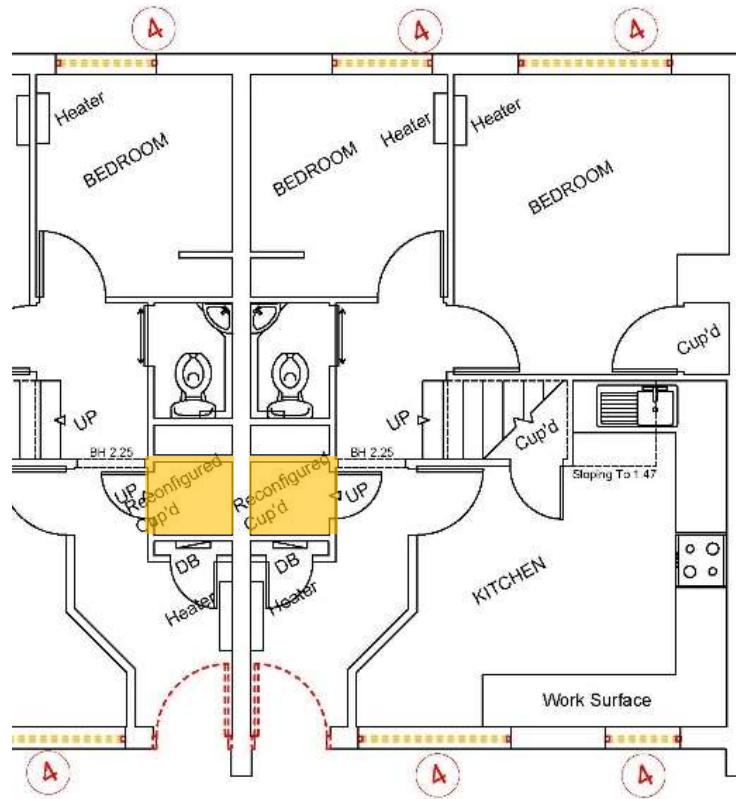 4
4
4
Heater
Heater
Heater
BEDROOM
BEDROOM
BEDROOM
Cup'd
UP
UP
Cup'd
BH 2.25
BH 2.25
Sloping To 1.47
UP
Reconfigured
Cup'd
Reconfigured
Cup'd
UP
DB
DB
KITCHEN
Heater
Heater
Work Surface
4
4
4